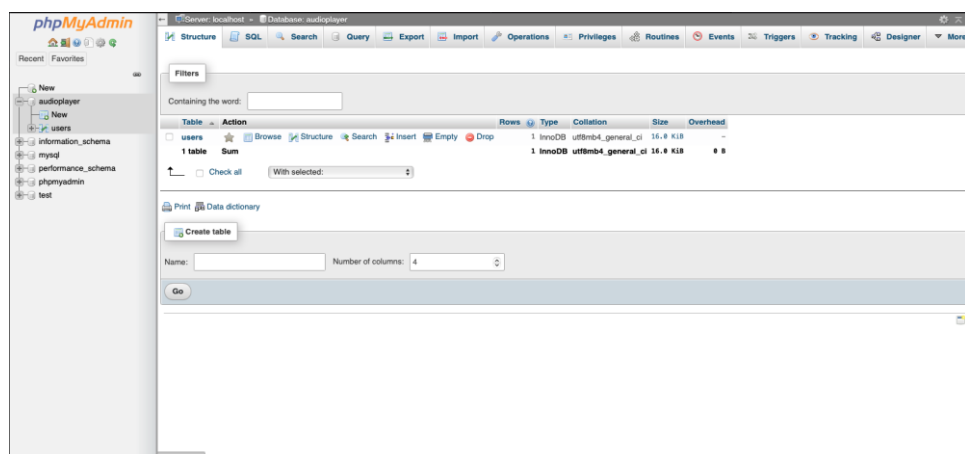 phpMyAdmin
Recent Favorites
New
audioplayer
New
users
information_schema
mysql
performance_schema
phpmyadmin
test
Server: localhost » Database: audioplayer
Structure SQL Search Query Export Import Operations Privileges Routines Events Triggers Tracking Designer More
Filters
Containing the word:
Table Action Rows Type Collation Size Overhead
users Browse Structure Search Insert Empty Drop 1 InnoDB utf8mb4_general_ci 16.0 KiB -
1 table Sum 1 InnoDB utf8mb4_general_ci 16.0 KiB 0 B
Check all With selected:
Print Data dictionary
Create table
Name: Number of columns: 4
Go